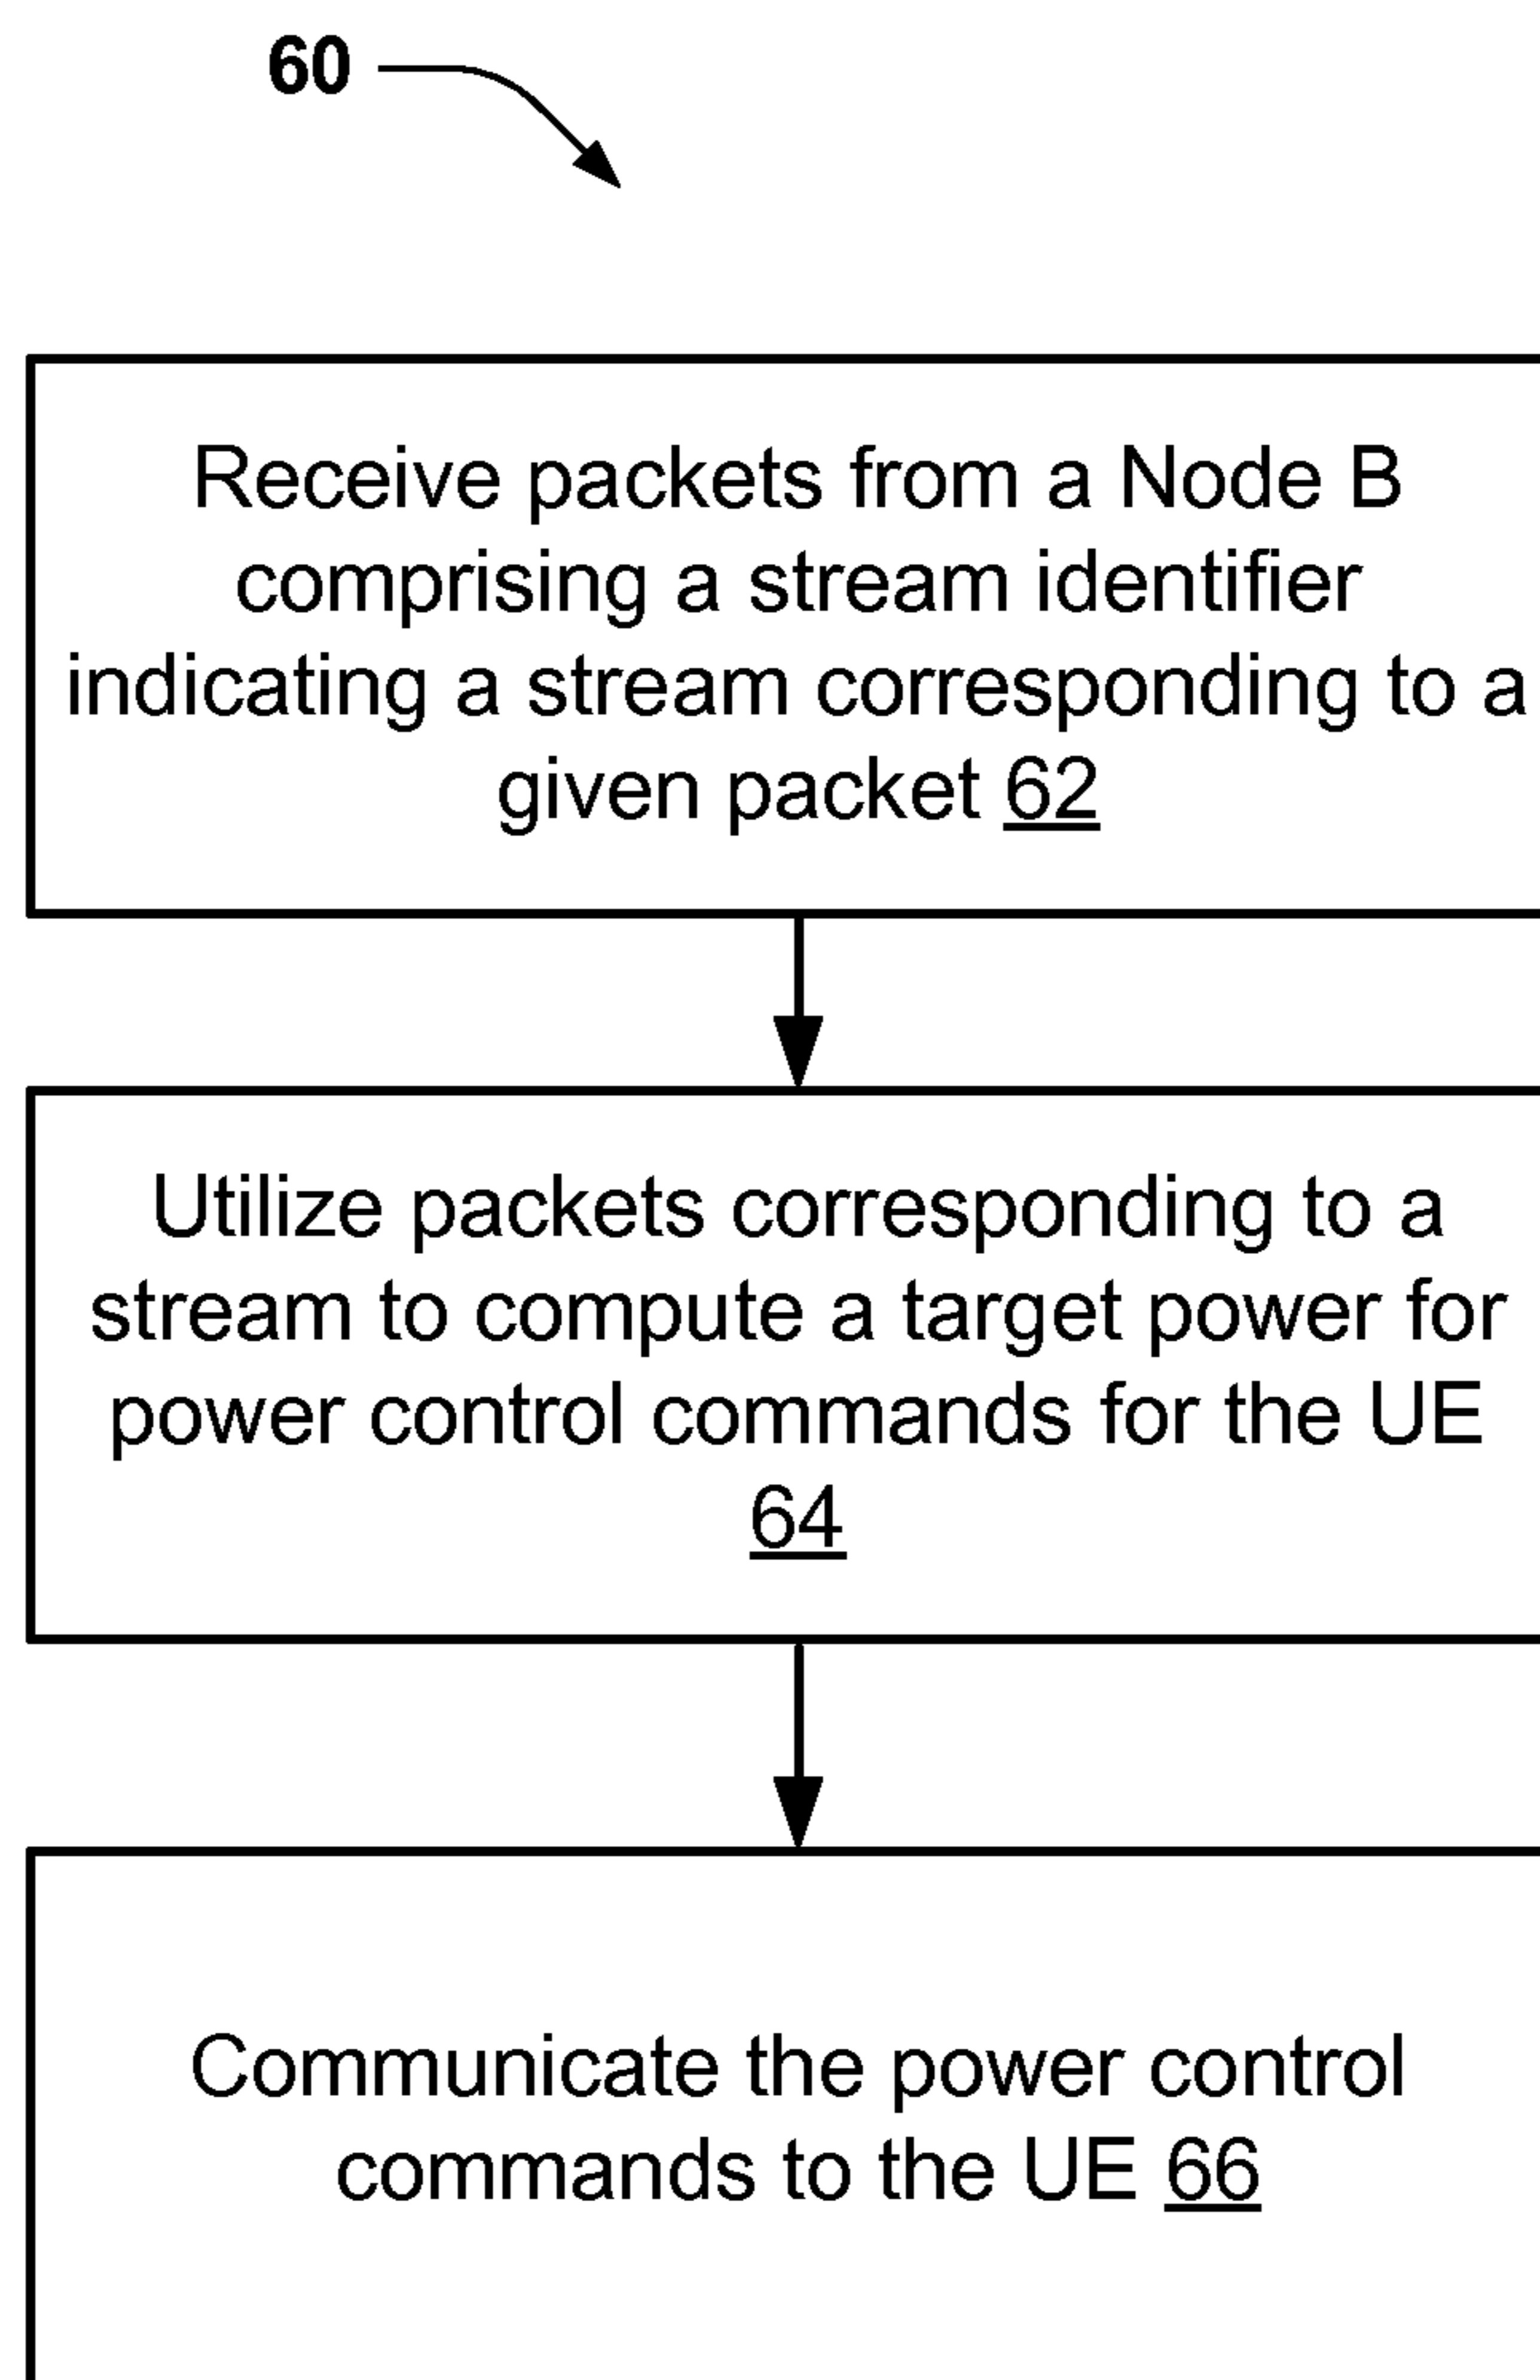 60
Receive packets from a Node B
comprising a stream identifier
indicating a stream corresponding to a
given packet 62
Utilize packets corresponding to a
stream to compute a target power for
power control commands for the UE
64
Communicate the power control
commands to the UE 66